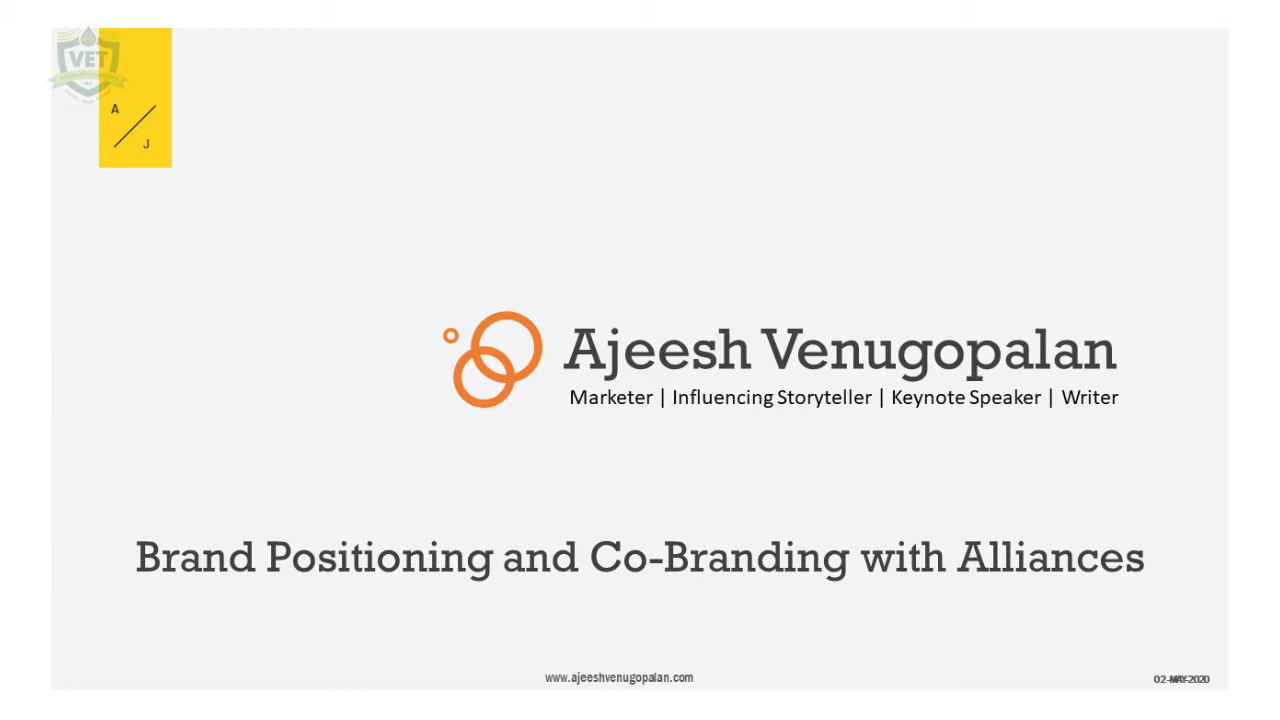 VET
A
J
Ajeesh Venugopalan
Marketer | Influencing Storyteller | Keynote Speaker | Writer
Brand Positioning and Co-Branding with Alliances
www.ajeeshvenugopalan.com
02-MAY-2020